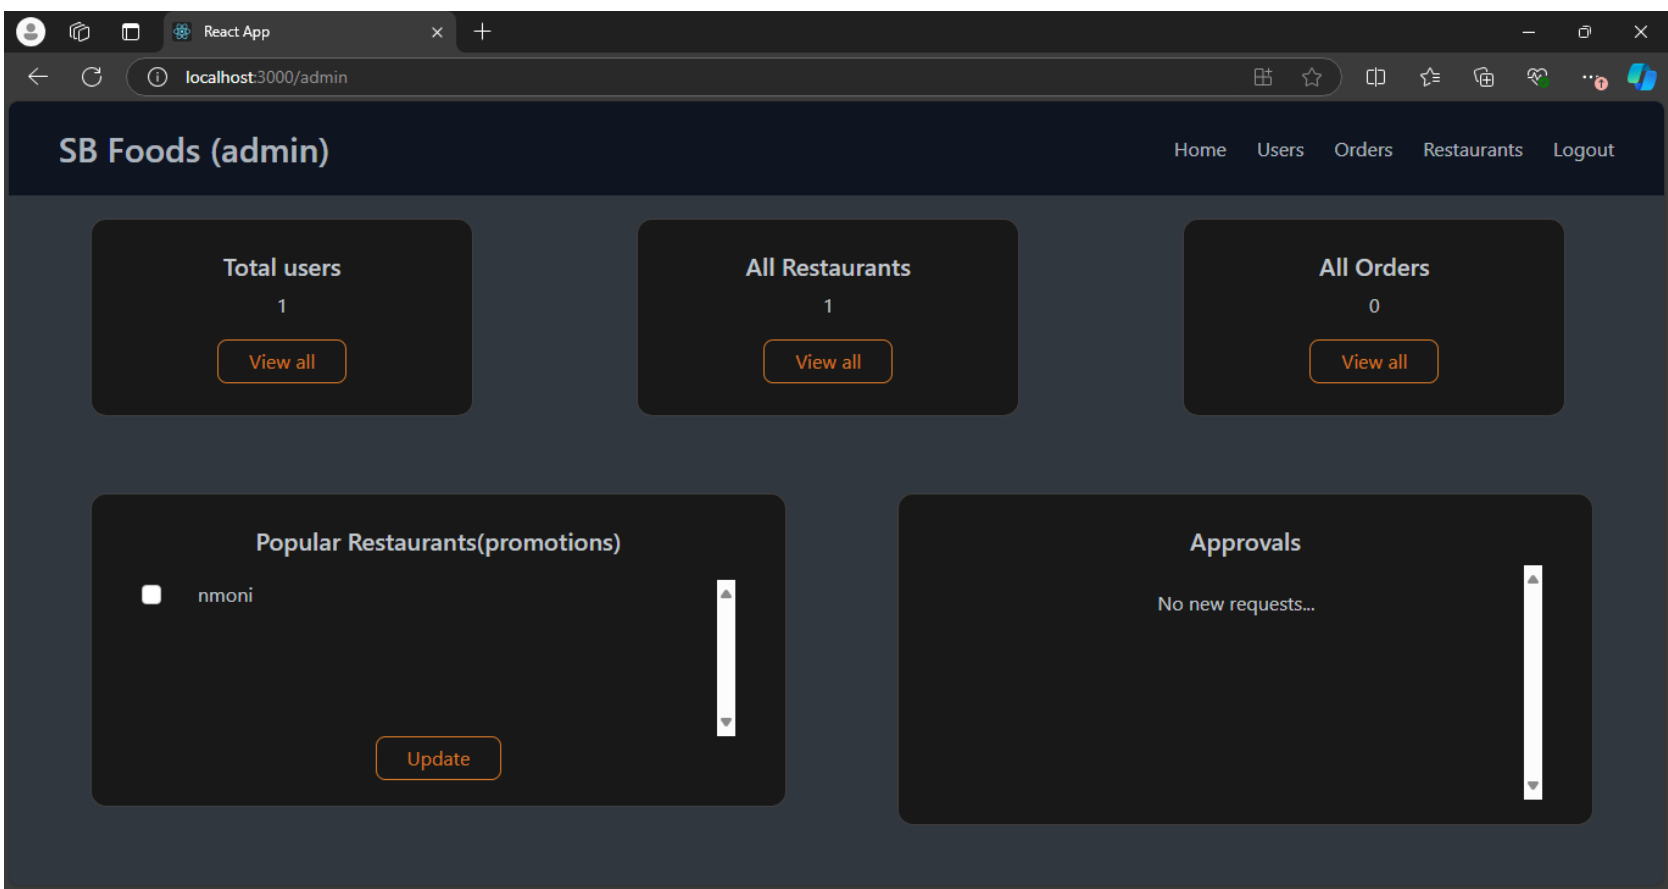 React App
localhost:3000/admin
SB Foods (admin)
Home Users Orders Restaurants Logout
Total users
1
View all
All Restaurants
1
View all
All Orders
0
View all
Popular Restaurants(promotions)
nmoni
Update
Approvals
No new requests...